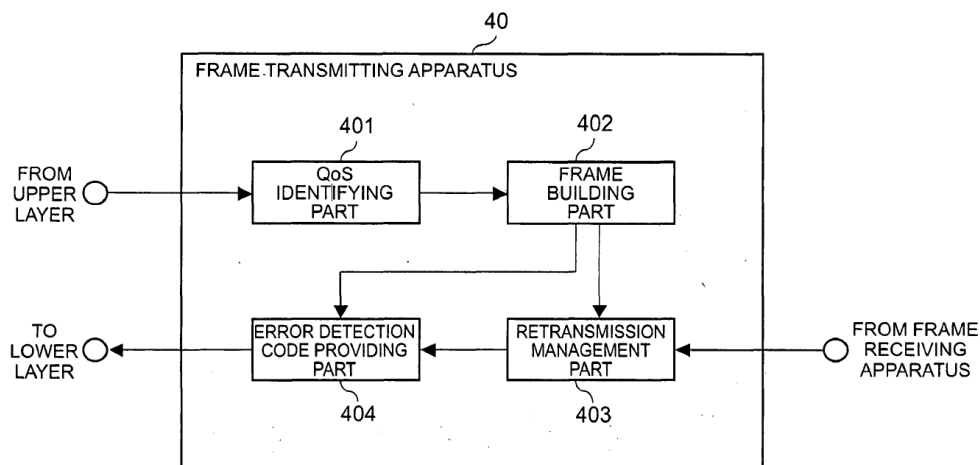 40
FRAME TRANSMITTING APPARATUS
401
402
FROM
UPPER
LAYER
QoS
IDENTIFYING
PART
FRAME
BUILDING
PART
TO
LOWER
LAYER
ERROR DETECTION
CODE PROVIDING
PART
RETRANSMISSION
MANAGEMENT
PART
FROM FRAME
RECEIVING
APPARATUS
404
403